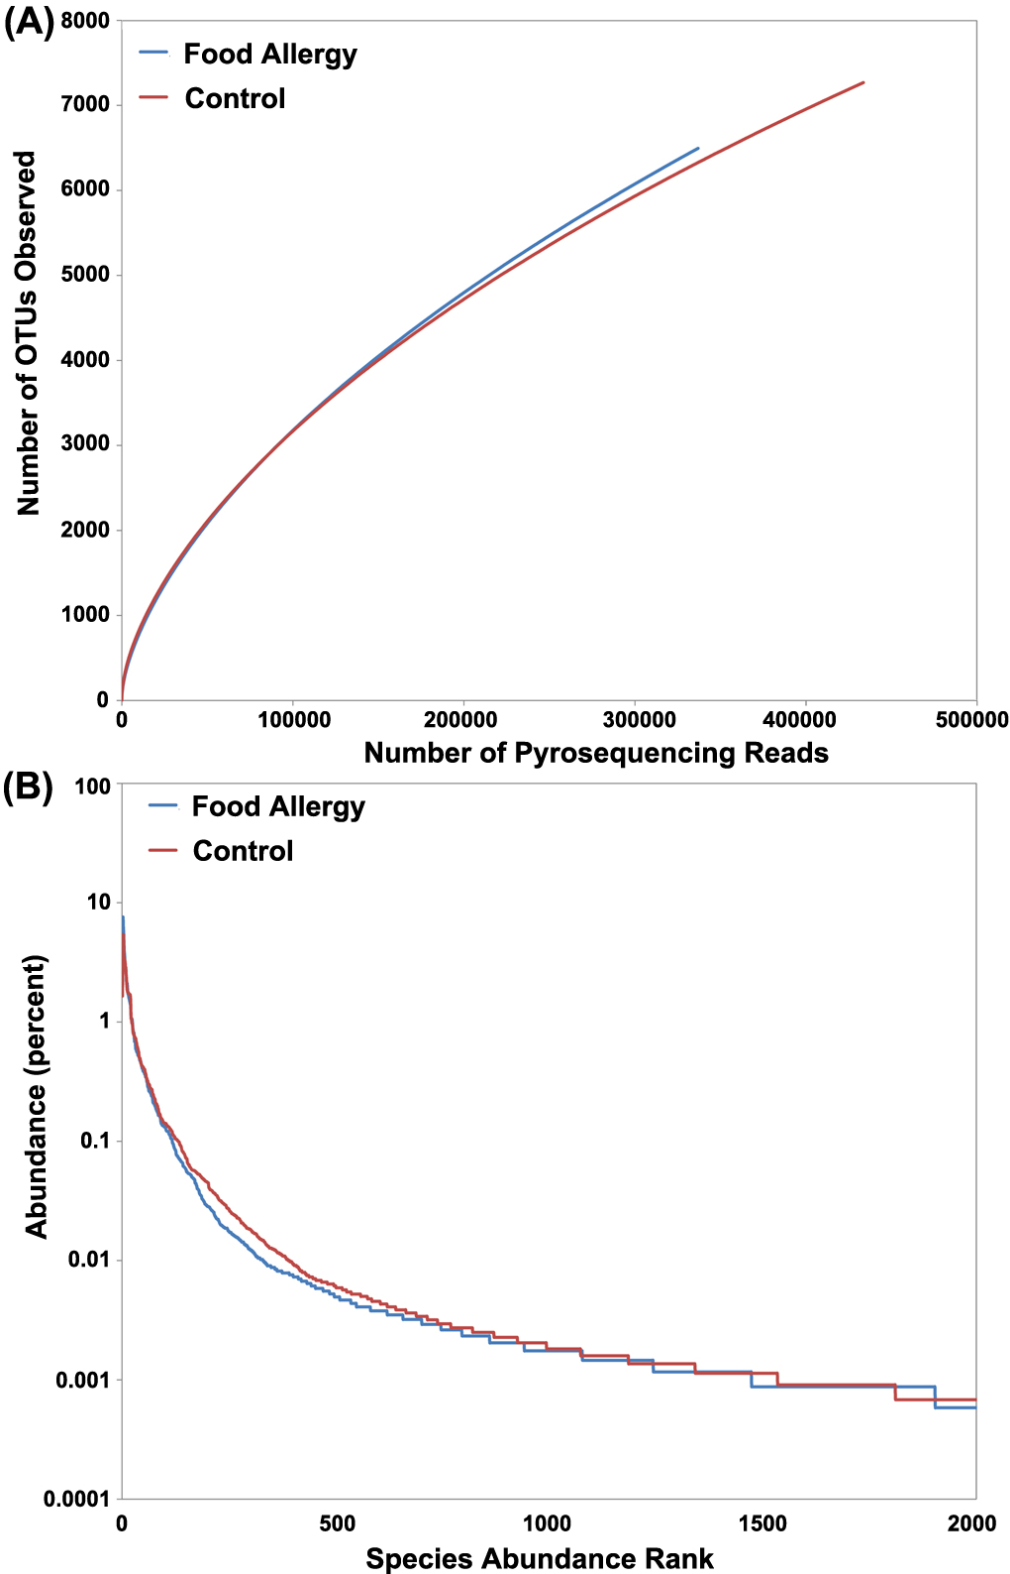 (A)
8000
7000
6000
5000
4000
3000
2000
1000
0
Number of OTUs Observed
Food Allergy
Control
0 100000 200000 300000 400000 500000
Number of Pyrosequencing Reads
(B)
100
10
1
0.1
0.01
0.001
0.0001
Abundance (percent)
Food Allergy
Control
0 500 1000 1500 2000
Species Abundance Rank